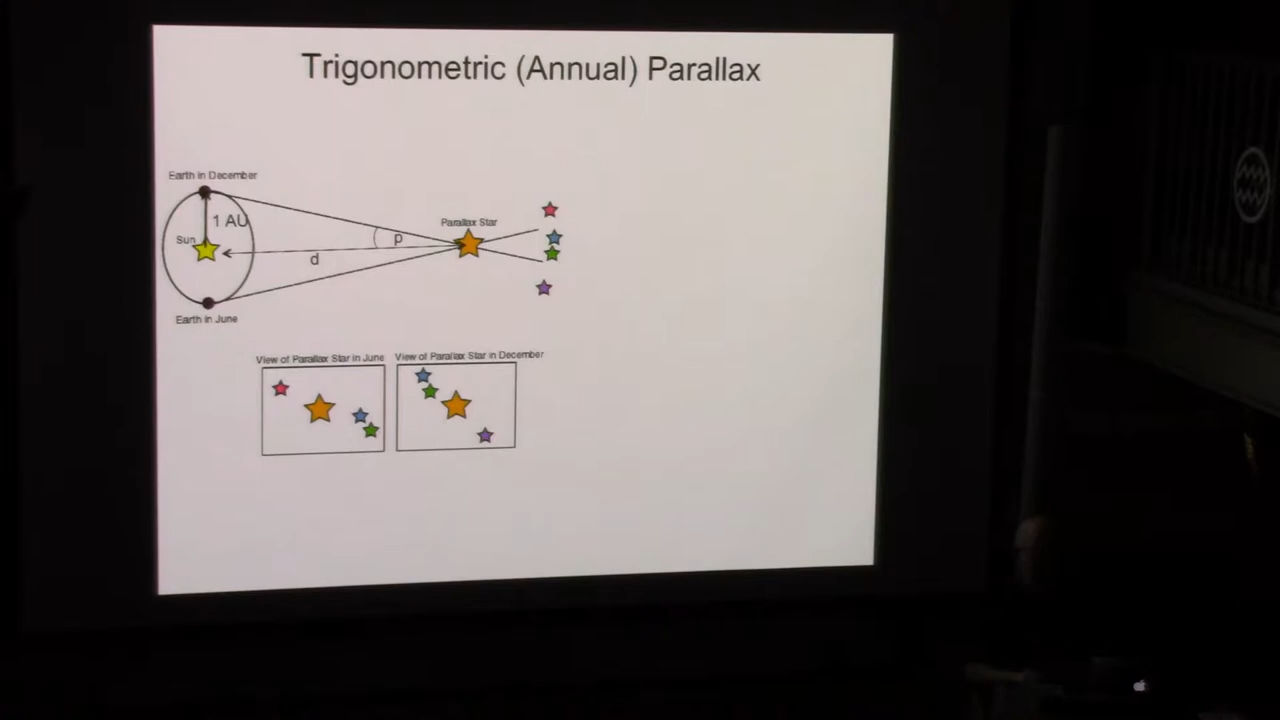 Trigonometric (Annual) Parallax
Earth in December
1 AU
Parallax Star
Sun
p
d
Earth in June
View of Parallax Star in June
View of Parallax Star in December